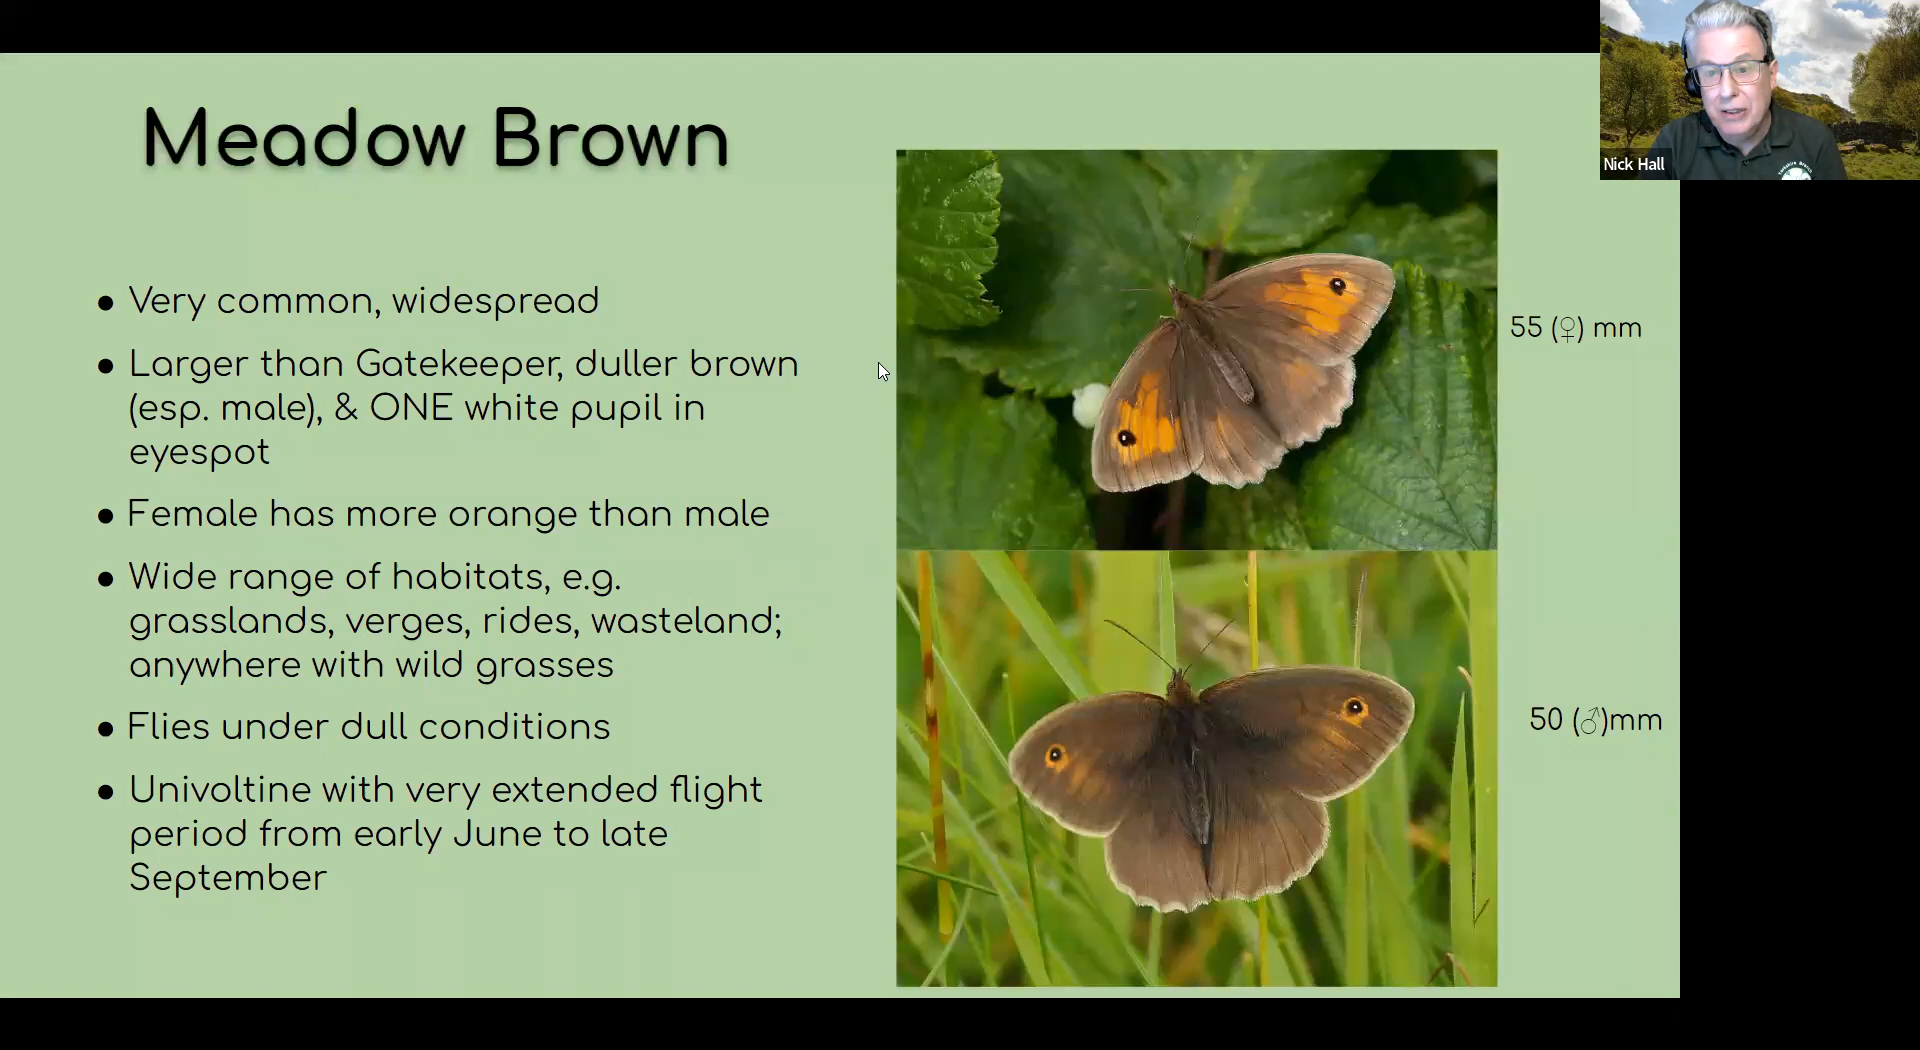 Meadow Brown
● Very common, widespread
● Larger than Gatekeeper, duller brown
(esp. male), & ONE white pupil in
eyespot
● Female has more orange than male
● Wide range of habitats, e.g.
grasslands, verges, rides, wasteland;
anywhere with wild grasses
● Flies under dull conditions
● Univoltine with very extended flight
period from early June to late
September
55 (♀) mm
50 (♂)mm
Nick Hall
Yorkshire Branch